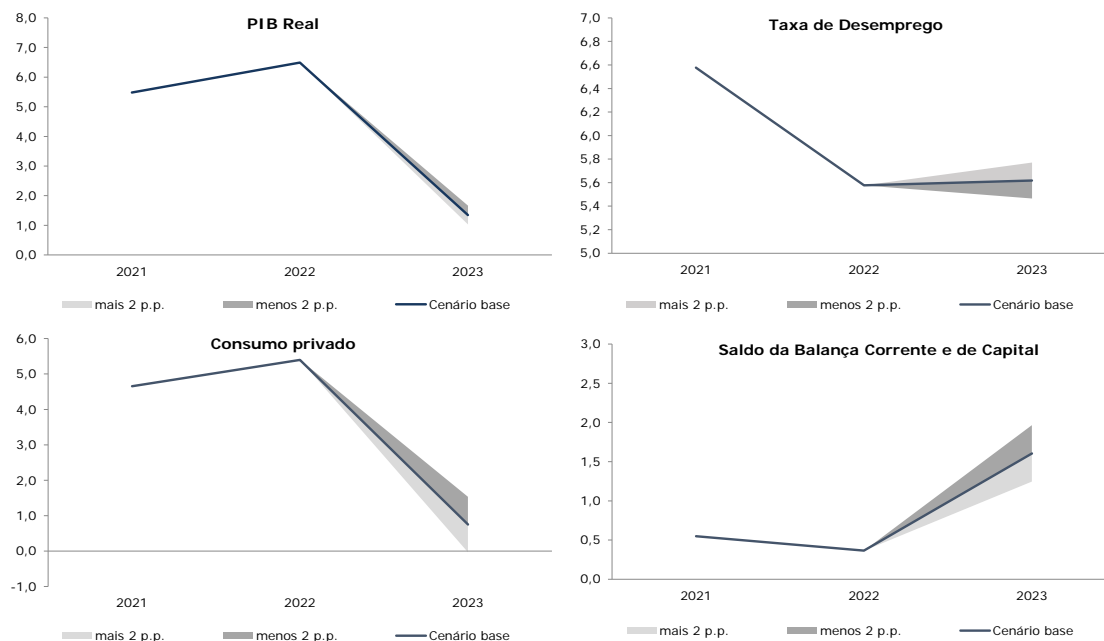 PIB Real
8,0
7,0
6,0
5,0
4,0
3,0
2,0
1,0
0,0
2021 2022 2023
mais 2 p.p. menos 2 p.p. Cenário base
Taxa de Desemprego
7,0
6,8
6,6
6,4
6,2
6,0
5,8
5,6
5,4
5,2
5,0
2021 2022 2023
mais 2 p.p. menos 2 p.p. Cenário base
Consumo privado
6,0
5,0
4,0
3,0
2,0
1,0
0,0
-1,0
2021 2022 2023
mais 2 p.p. menos 2 p.p. Cenário base
Saldo da Balança Corrente e de Capital
3,0
2,5
2,0
1,5
1,0
0,5
0,0
2021 2022 2023
mais 2 p.p. menos 2 p.p. Cenário base